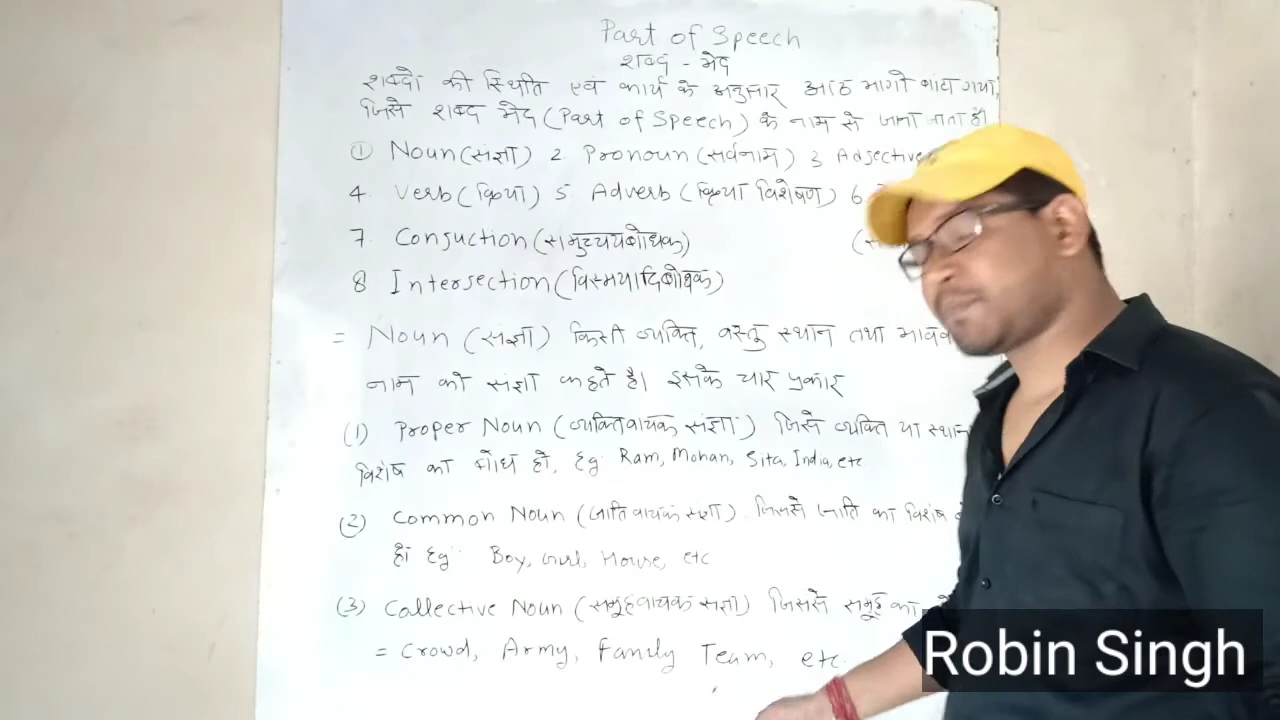 Part of Speech
शब्द - भेद
शब्दों की स्थिति एवं कार्य के अनुसार आठ भागो बांटा गया,
जिसे शब्द भेद (Part of Speech) के नाम से जाना जाता है।
① Noun (संज्ञा) 2. Pronoun (सर्वनाम) 3 Adjective
4. Verb (क्रिया) 5 Adverb (क्रिया विशेषण) 6
7. Conjuction (समुच्चयबोधक)
8 Interjection (विस्मयादिबोधक)
= Noun (संज्ञा) किसी व्यक्ति, वस्तु स्थान तथा
नाम को संज्ञा कहते है। इसके चार प्रकार
(1) Proper Noun (व्यक्तिवाचक संज्ञा) जिसे व्यक्ति या स्थान
विशेष का बोध हो, Eg Ram, Mohan, Sita, India, etc
(2) Common Noun (जातिवाचक संज्ञा) जिससे जाति का विशेष
हो Eg. Boy, Girl, House, etc
(3) Collective Noun (समूहवाचक संज्ञा) जिससे समूह का
= Crowd, Army, Family Team, etc.
Robin Singh